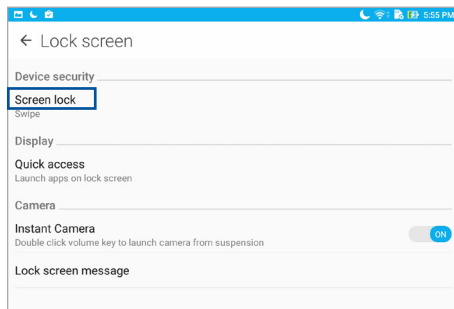 5:55 PM
Lock screen
Device security
Screen lock
Swipe
Display
Quick access
Launch apps on lock screen
Camera
Instant Camera
Double click volume key to launch camera from suspension
ON
Lock screen message